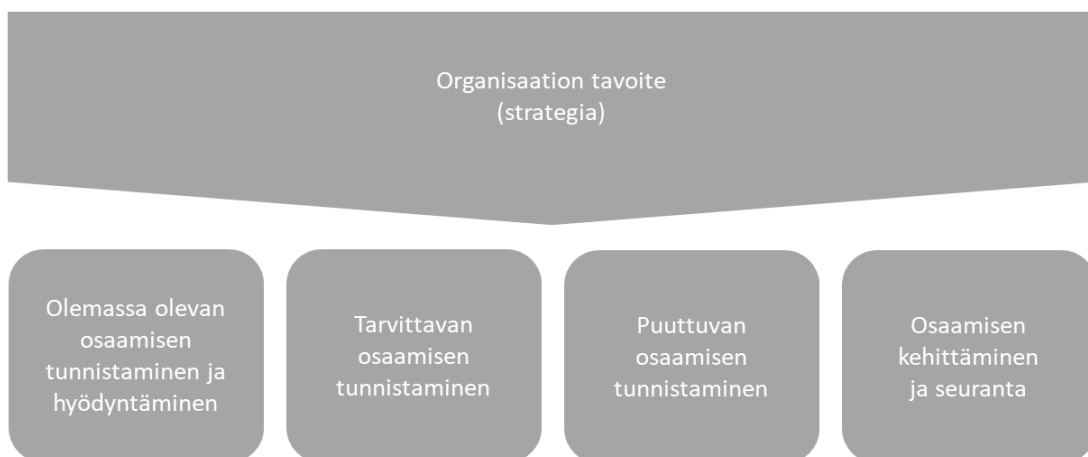 Organisaation tavoite
(strategia)
Olemassa olevan
osaamisen
tunnistaminen ja
hyödyntäminen
Tarvittavan
osaamisen
tunnistaminen
Puuttuvan
osaamisen
tunnistaminen
Osaamisen
kehittäminen
ja seuranta